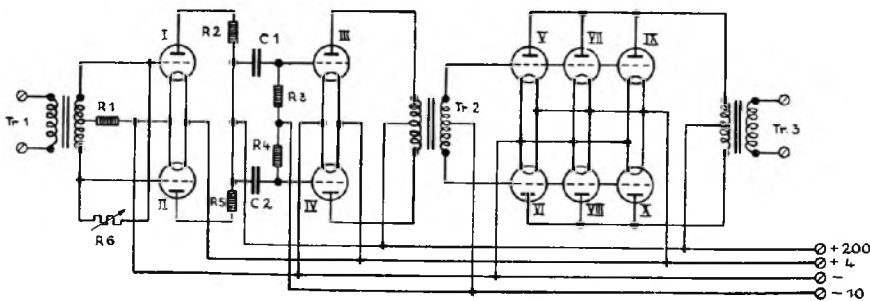 I
R2
C1
III
V
VII
IX
Tr 1
R1
R3
Tr 2
Tr. 3
R4
II
R5
C2
IV
VI
VIII
X
R6
+ 200
+ 4
-
- 10